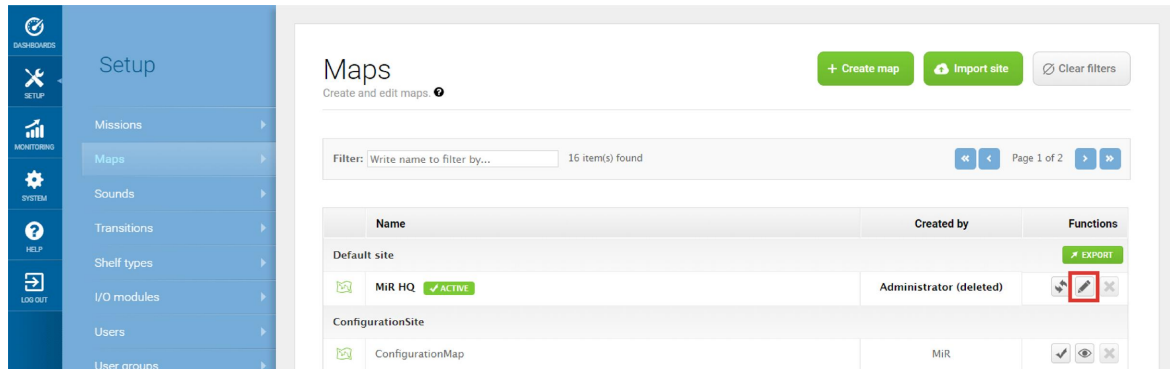 DASHBOARDS
SETUP
MONITORING
SYSTEM
HELP
LOG OUT
Setup
Missions
Maps
Sounds
Transitions
Shelf types
I/O modules
Users
User groups
Maps
Create and edit maps. ?
+ Create map
Import site
Clear filters
Filter: Write name to filter by... 16 item(s) found
« ‹ Page 1 of 2 › »
Name Created by Functions
Default site EXPORT
MiR HQ ✓ ACTIVE Administrator (deleted)
ConfigurationSite
ConfigurationMap MiR